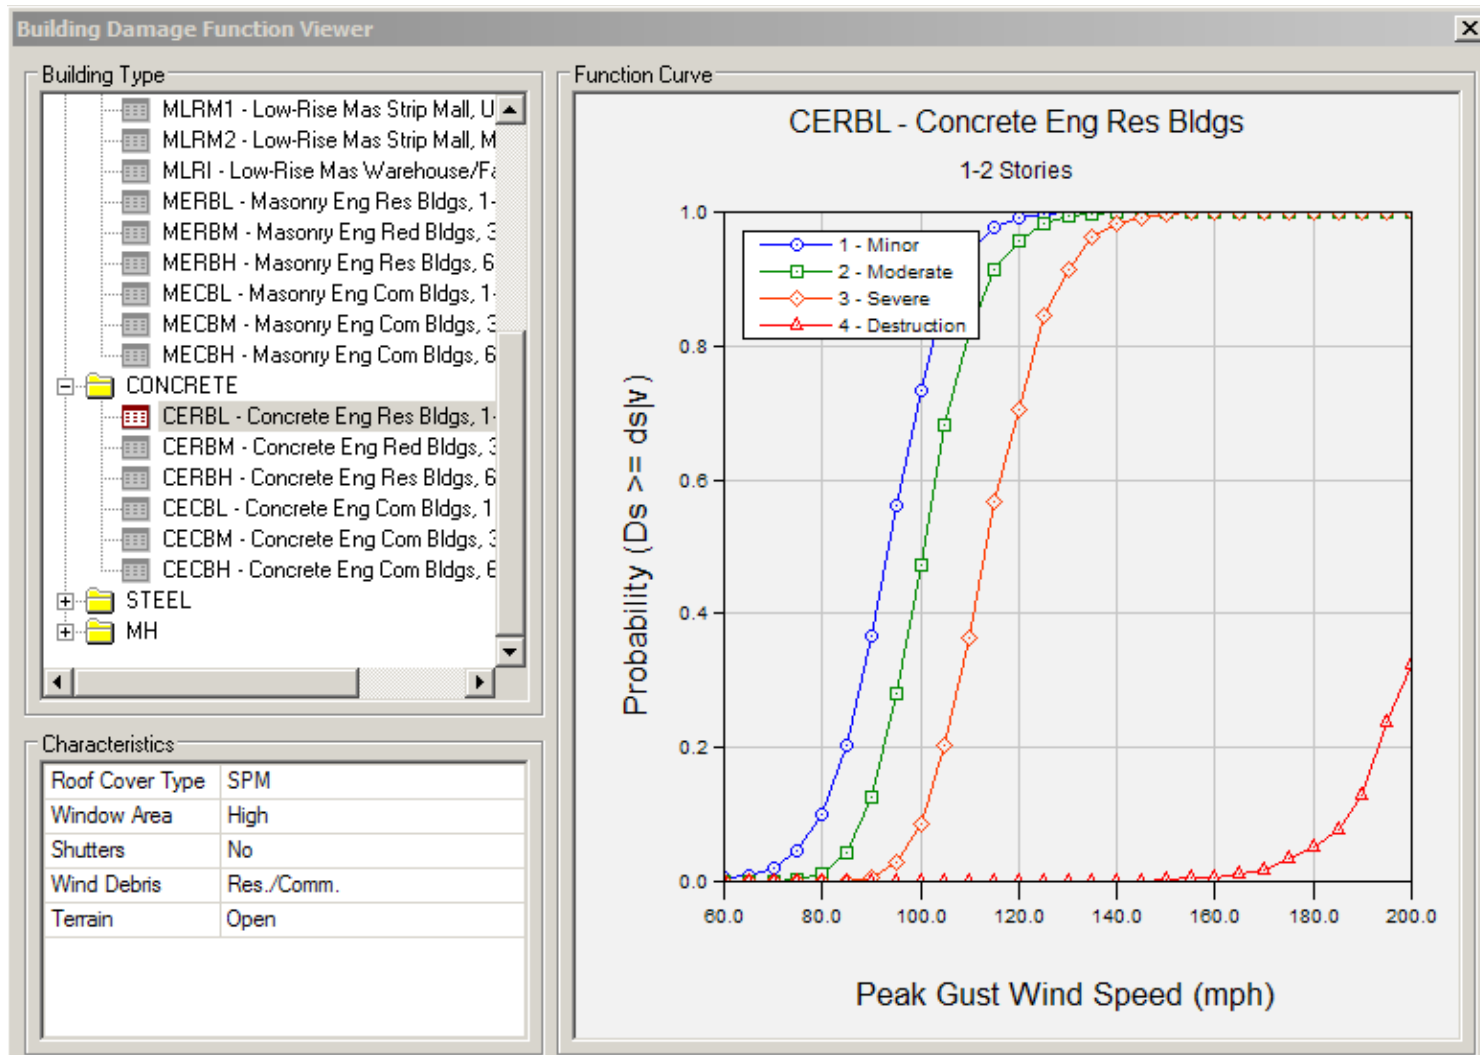 Building Damage Function Viewer
Building Type
MLRM1 - Low-Rise Mas Strip Mall, U
MLRM2 - Low-Rise Mas Strip Mall, M
MLRI - Low-Rise Mas Warehouse/Fa
MERBL - Masonry Eng Res Bldgs, 1-
MERBM - Masonry Eng Red Bldgs, 3
MERBH - Masonry Eng Res Bldgs, 6
MECBL - Masonry Eng Com Bldgs, 1-
MECBM - Masonry Eng Com Bldgs, 3
MECBH - Masonry Eng Com Bldgs, 6
CONCRETE
CERBL - Concrete Eng Res Bldgs, 1-
CERBM - Concrete Eng Red Bldgs, 3
CERBH - Concrete Eng Res Bldgs, 6
CECBL - Concrete Eng Com Bldgs, 1
CECBM - Concrete Eng Com Bldgs, 3
CECBH - Concrete Eng Com Bldgs, 6
STEEL
MH
Characteristics
Roof Cover Type SPM
Window Area High
Shutters No
Wind Debris Res./Comm.
Terrain Open
Function Curve
CERBL - Concrete Eng Res Bldgs
1-2 Stories
1 - Minor
2 - Moderate
3 - Severe
4 - Destruction
Probability (Ds >= ds|v)
1.0
0.8
0.6
0.4
0.2
0.0
60.0 80.0 100.0 120.0 140.0 160.0 180.0 200.0
Peak Gust Wind Speed (mph)